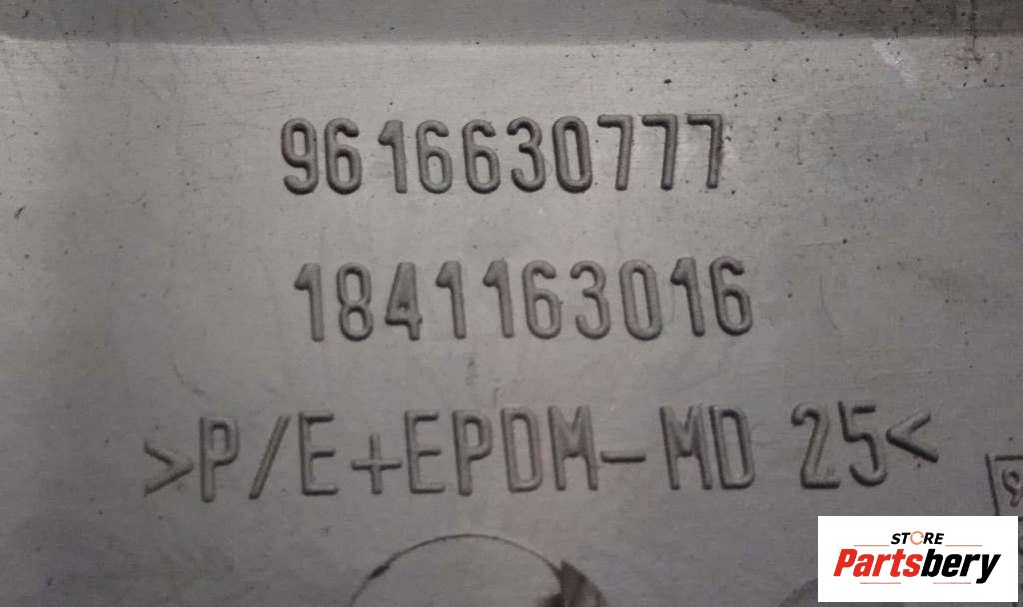 9616630777
1841163016
>P/E+EPDM-MD 25<
STORE
Partsbery